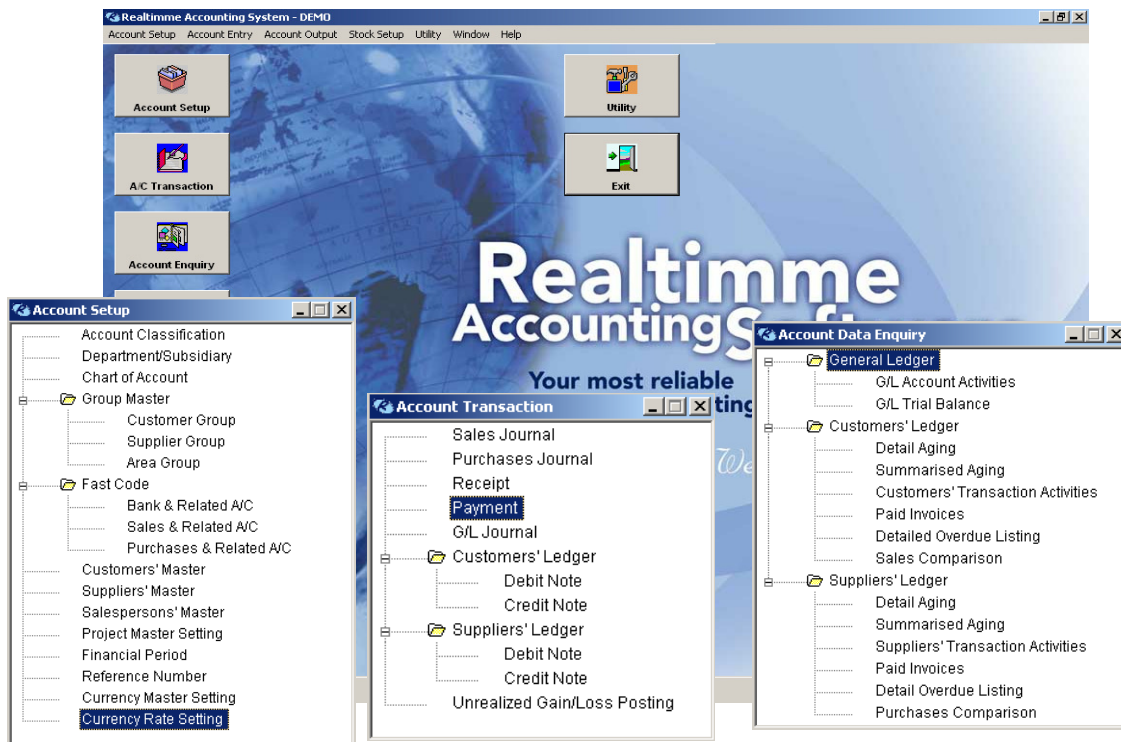 Realtimme Accounting System - DEMO
Account Setup Account Entry Account Output Stock Setup Utility Window Help
Account Setup
Utility
A/C Transaction
Exit
Account Enquiry
Realtimme
Accounting
Your most reliable
Account Setup
Account Classification
Department/Subsidiary
Chart of Account
Group Master
Customer Group
Supplier Group
Area Group
Fast Code
Bank & Related A/C
Sales & Related A/C
Purchases & Related A/C
Customers' Master
Suppliers' Master
Salespersons' Master
Project Master Setting
Financial Period
Reference Number
Currency Master Setting
Currency Rate Setting
Account Transaction
Sales Journal
Purchases Journal
Receipt
Payment
G/L Journal
Customers' Ledger
Debit Note
Credit Note
Suppliers' Ledger
Debit Note
Credit Note
Unrealized Gain/Loss Posting
Account Data Enquiry
General Ledger
G/L Account Activities
G/L Trial Balance
Customers' Ledger
Detail Aging
Summarised Aging
Customers' Transaction Activities
Paid Invoices
Detailed Overdue Listing
Sales Comparison
Suppliers' Ledger
Detail Aging
Summarised Aging
Suppliers' Transaction Activities
Paid Invoices
Detail Overdue Listing
Purchases Comparison